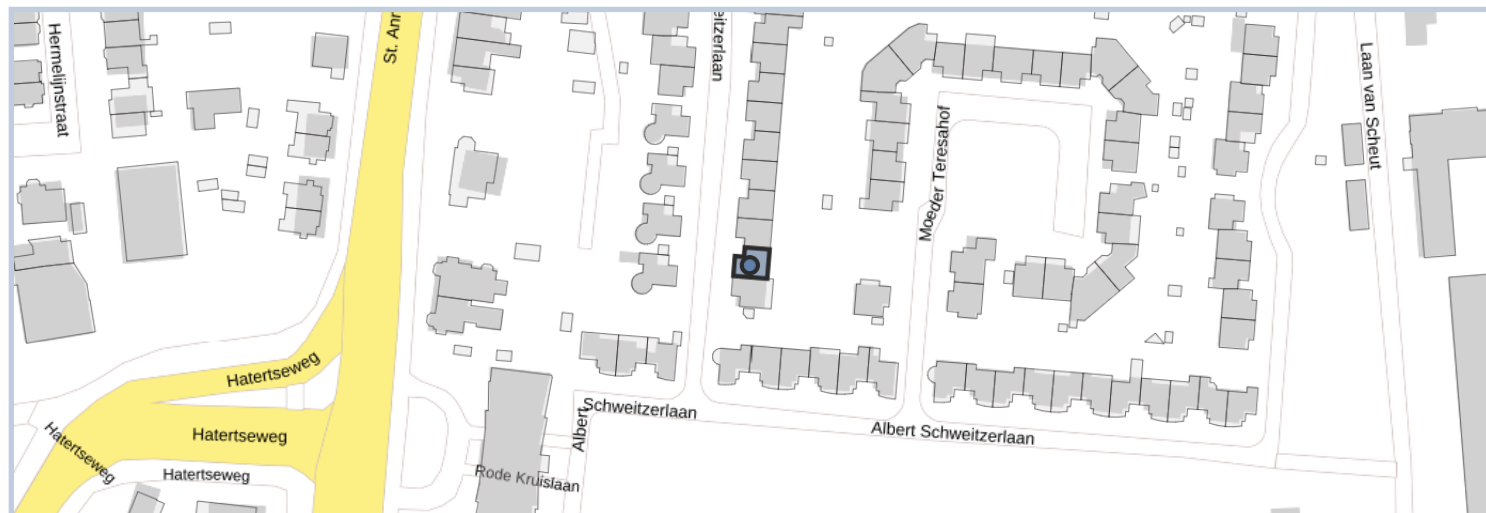 Hermelijnstraat
St. Ann
eitzerlaan
Moeder Teresahof
Laan van Scheut
Hatertseweg
Hatertseweg
Hatertseweg
Hatertseweg
Albert
Schweitzerlaan
Albert Schweitzerlaan
Rode Kruislaan